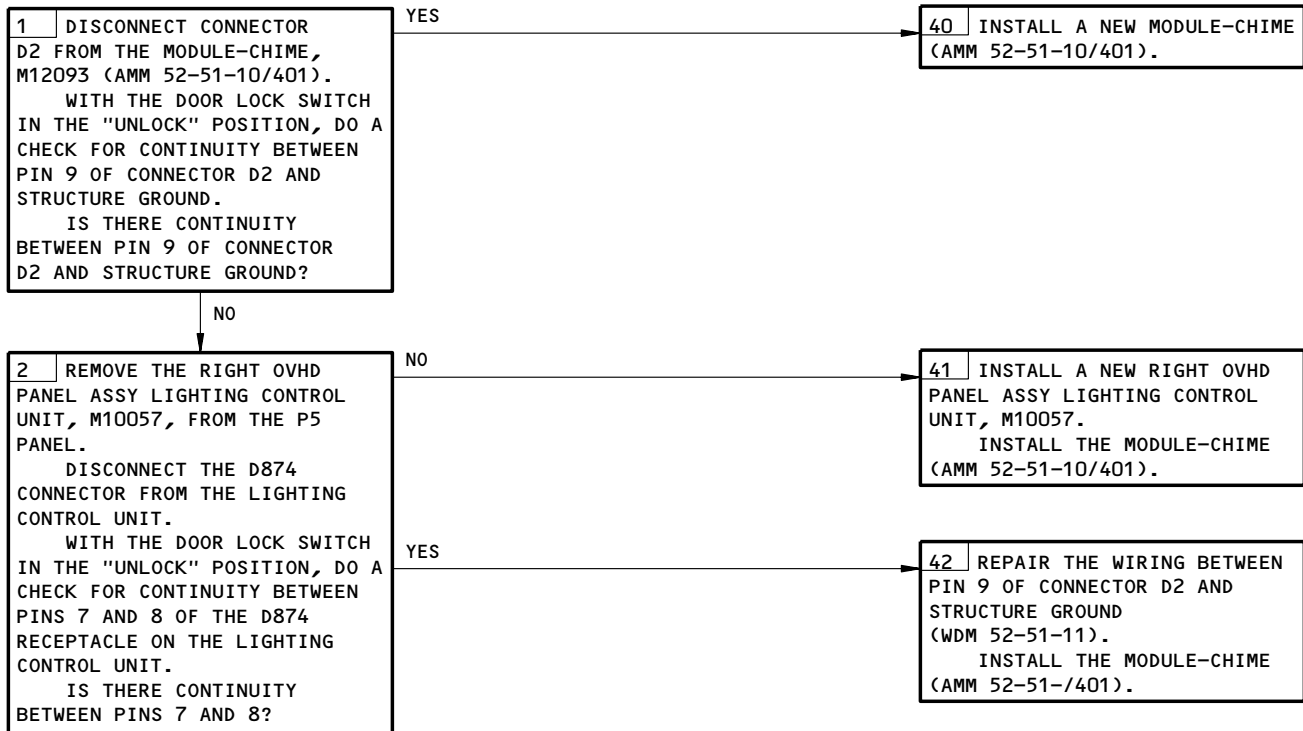 1 DISCONNECT CONNECTOR
D2 FROM THE MODULE-CHIME,
M12093 (AMM 52-51-10/401).
WITH THE DOOR LOCK SWITCH
IN THE "UNLOCK" POSITION, DO A
CHECK FOR CONTINUITY BETWEEN
PIN 9 OF CONNECTOR D2 AND
STRUCTURE GROUND.
IS THERE CONTINUITY
BETWEEN PIN 9 OF CONNECTOR
D2 AND STRUCTURE GROUND?
YES
40 INSTALL A NEW MODULE-CHIME
(AMM 52-51-10/401).
NO
2 REMOVE THE RIGHT OVHD
PANEL ASSY LIGHTING CONTROL
UNIT, M10057, FROM THE P5
PANEL.
DISCONNECT THE D874
CONNECTOR FROM THE LIGHTING
CONTROL UNIT.
WITH THE DOOR LOCK SWITCH
IN THE "UNLOCK" POSITION, DO A
CHECK FOR CONTINUITY BETWEEN
PINS 7 AND 8 OF THE D874
RECEPTACLE ON THE LIGHTING
CONTROL UNIT.
IS THERE CONTINUITY
BETWEEN PINS 7 AND 8?
NO
41 INSTALL A NEW RIGHT OVHD
PANEL ASSY LIGHTING CONTROL
UNIT, M10057.
INSTALL THE MODULE-CHIME
(AMM 52-51-10/401).
YES
42 REPAIR THE WIRING BETWEEN
PIN 9 OF CONNECTOR D2 AND
STRUCTURE GROUND
(WDM 52-51-11).
INSTALL THE MODULE-CHIME
(AMM 52-51-/401).